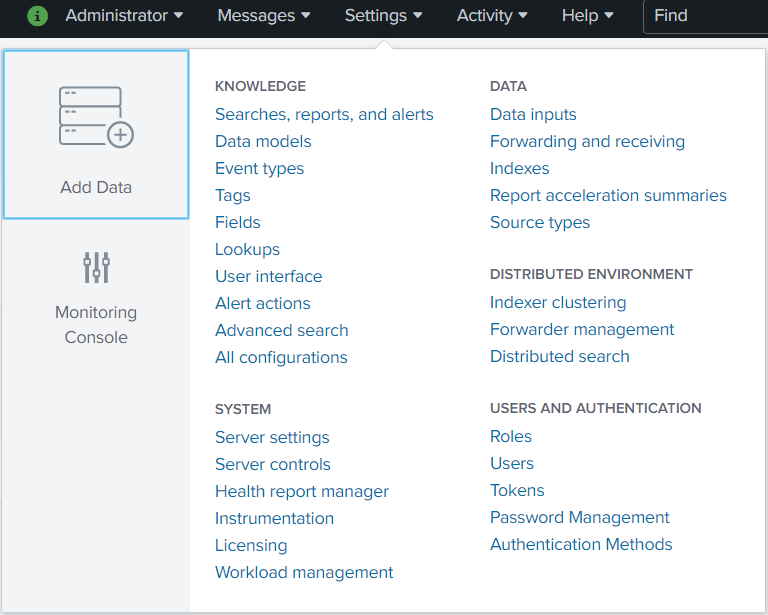 Administrator Messages Settings Activity Help Find
Add Data
Monitoring
Console
KNOWLEDGE
Searches, reports, and alerts
Data models
Event types
Tags
Fields
Lookups
User interface
Alert actions
Advanced search
All configurations
SYSTEM
Server settings
Server controls
Health report manager
Instrumentation
Licensing
Workload management
DATA
Data inputs
Forwarding and receiving
Indexes
Report acceleration summaries
Source types
DISTRIBUTED ENVIRONMENT
Indexer clustering
Forwarder management
Distributed search
USERS AND AUTHENTICATION
Roles
Users
Tokens
Password Management
Authentication Methods